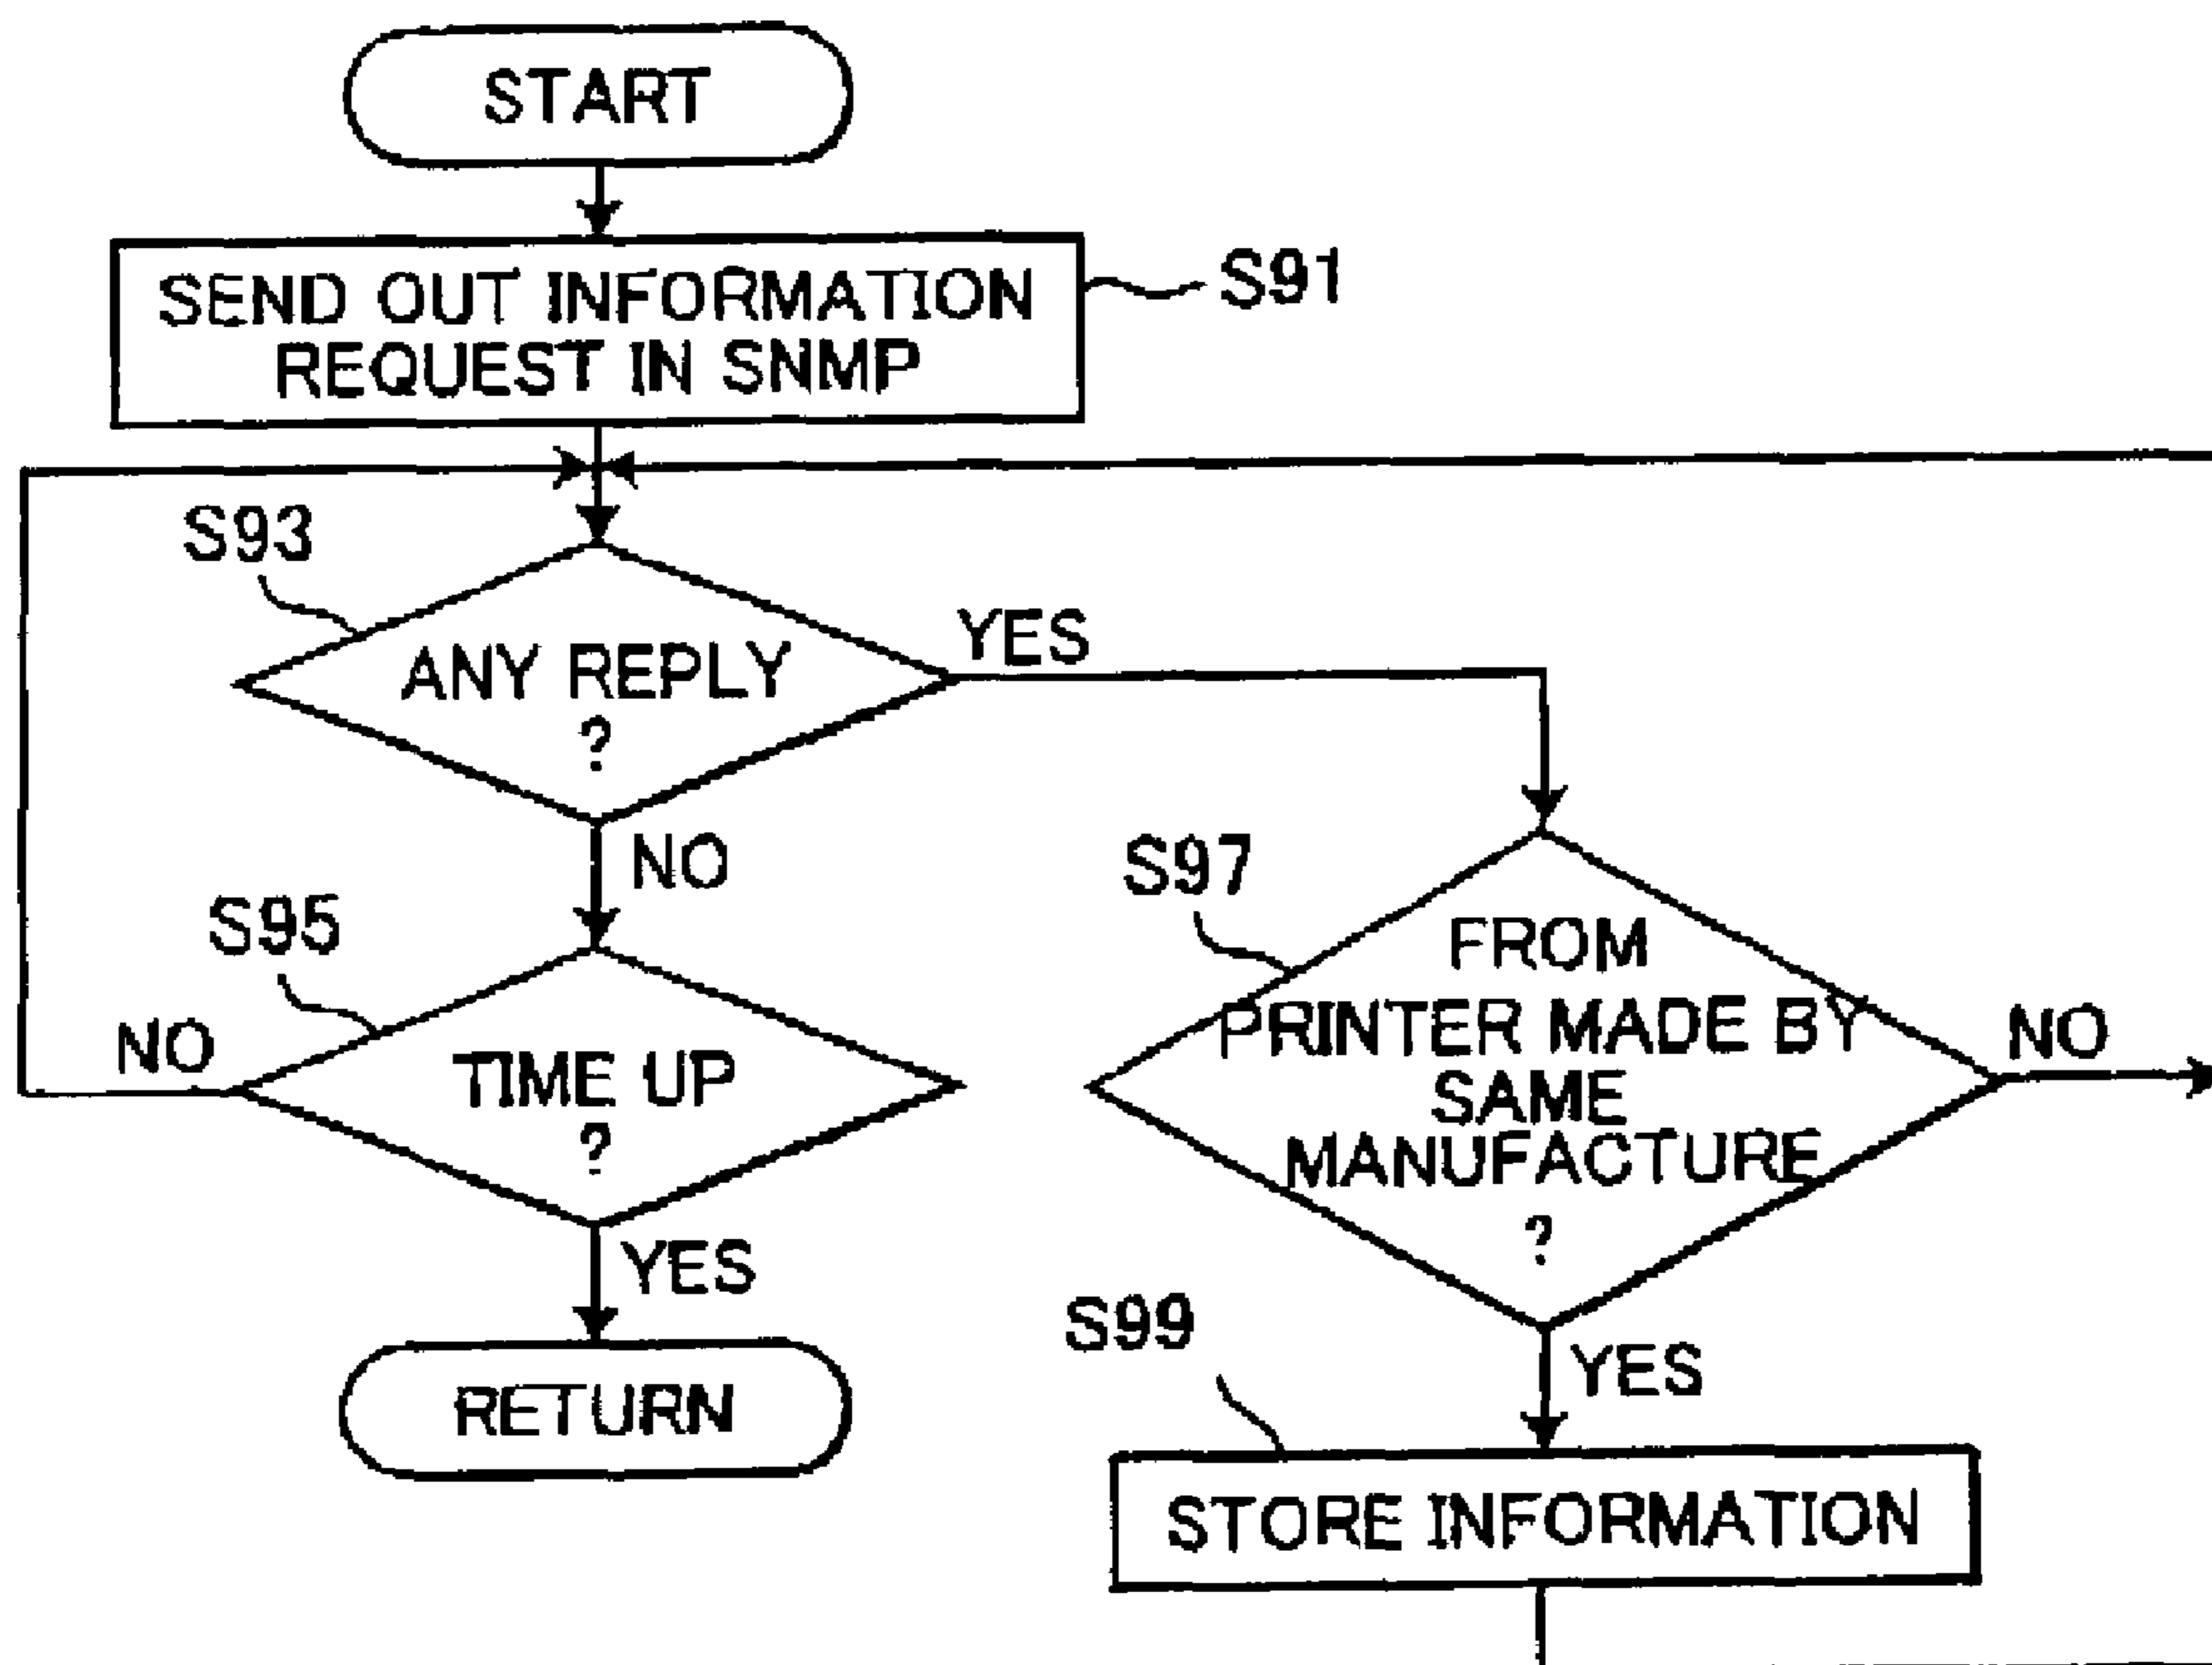 START
SEND OUT INFORMATION
REQUEST IN SNMP
S91
S93
ANY REPLY
?
YES
NO
S95
TIME UP
?
NO
YES
RETURN
S97
FROM
PRINTER MADE BY
SAME
MANUFACTURE
?
NO
YES
S99
STORE INFORMATION